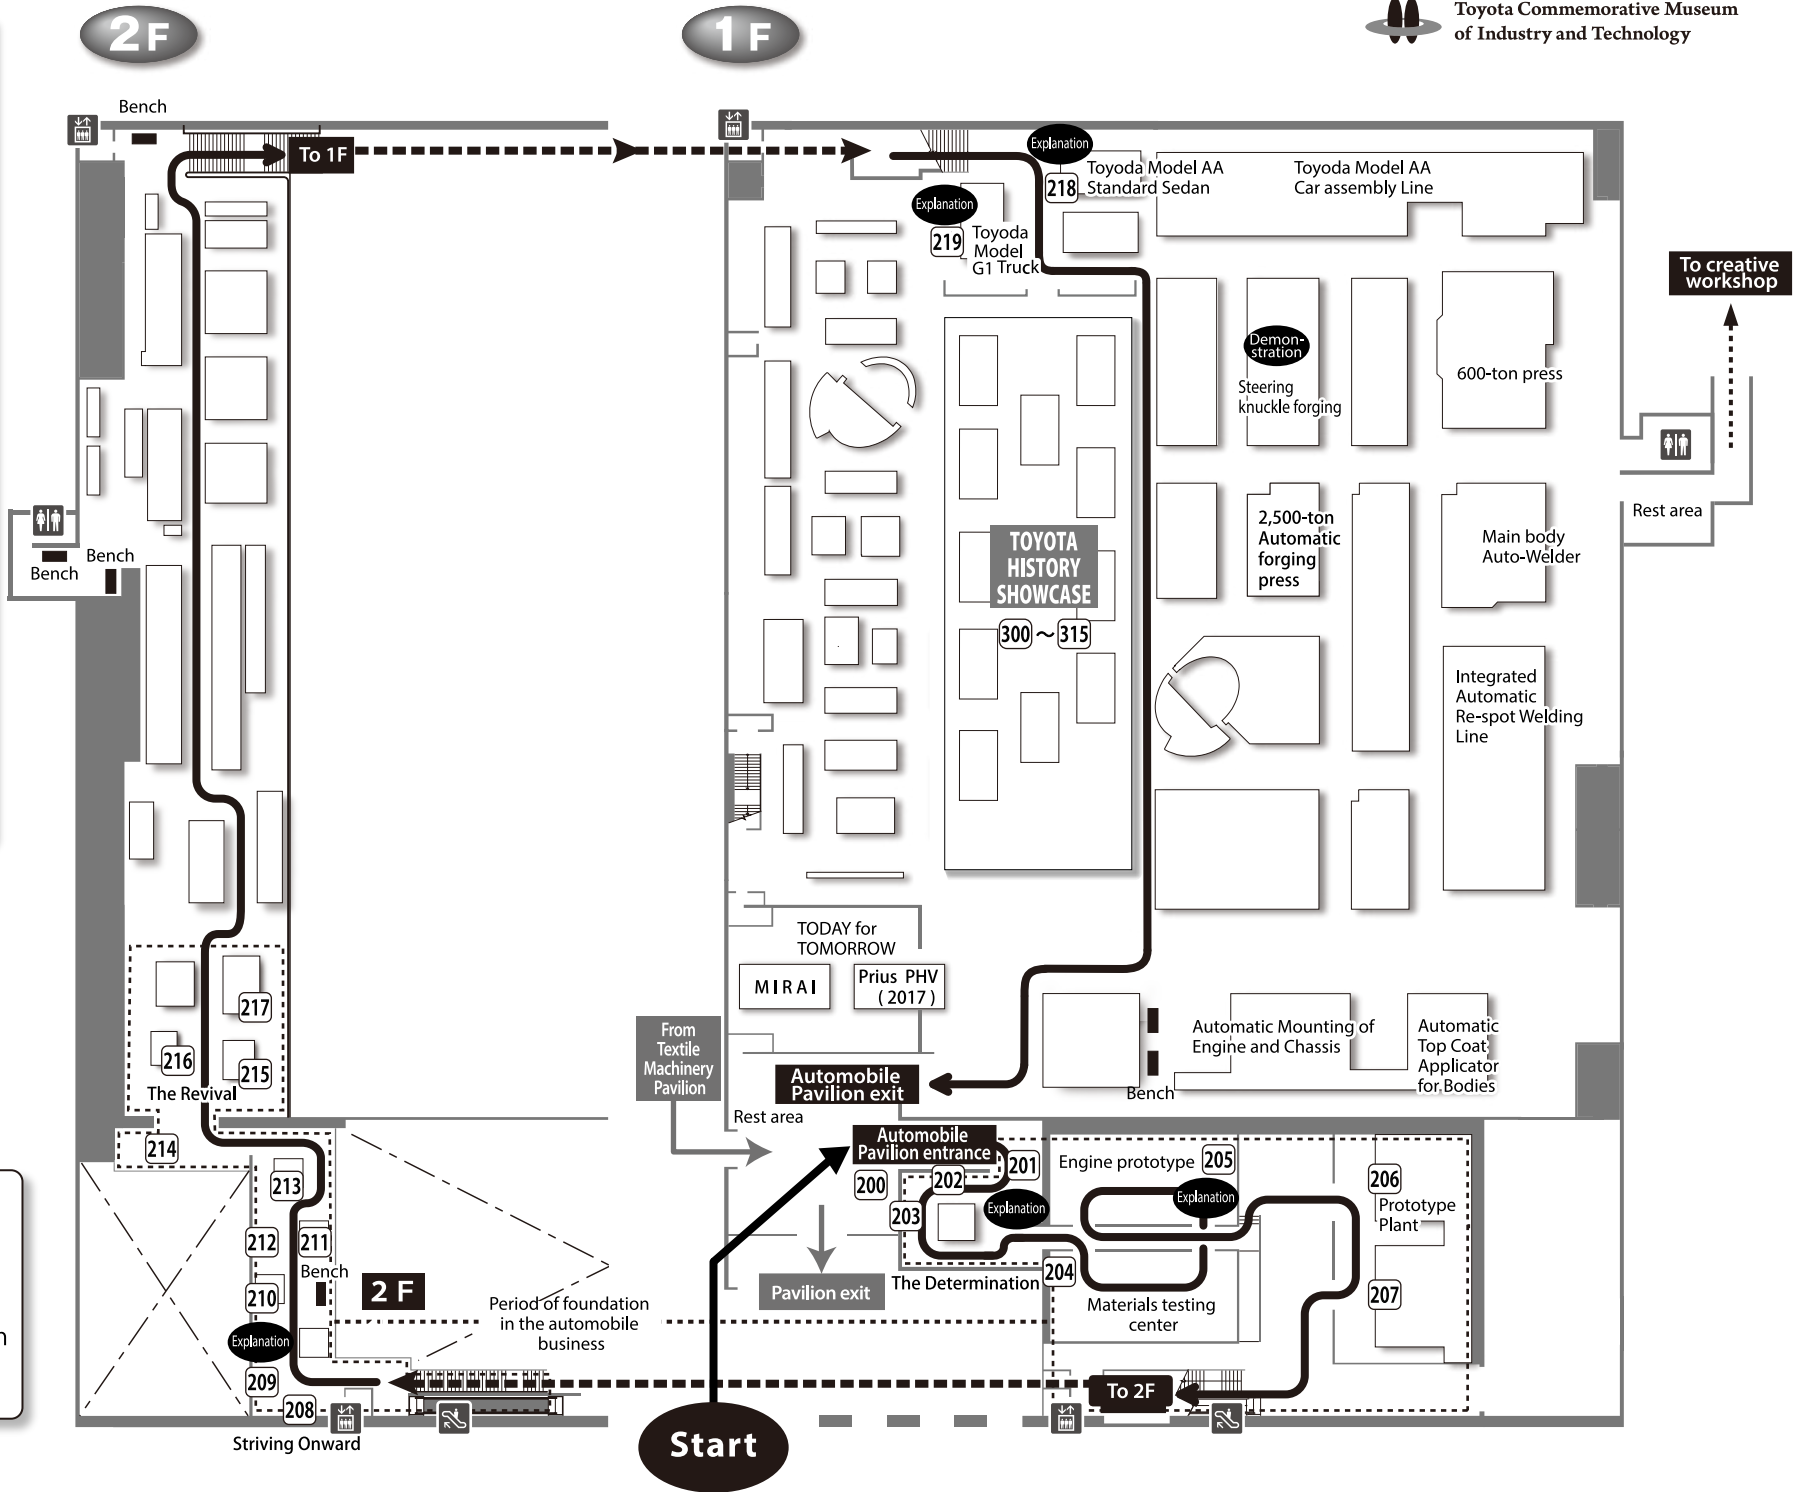 2F
1F
Toyota Commemorative Museum
of Industry and Technology
Bench
To 1F
Explanation
218
Toyoda Model AA
Standard Sedan
Toyoda Model AA
Car assembly Line
Explanation
219
Toyoda
Model
G1 Truck
To creative
workshop
Demon-
stration
Steering
knuckle forging
600-ton press
Rest area
Bench
Bench
TOYOTA
HISTORY
SHOWCASE
300 ～ 315
2,500-ton
Automatic
forging
press
Main body
Auto-Welder
Integrated
Automatic
Re-spot Welding
Line
TODAY for
TOMORROW
MIRAI
Prius PHV
( 2017 )
217
216
215
The Revival
214
From
Textile
Machinery
Pavilion
Automobile
Pavilion exit
Automatic Mounting of
Engine and Chassis
Automatic
Top Coat
Applicator
for Bodies
Bench
Rest area
Automobile
Pavilion entrance
200
201
202
203
Explanation
Engine prototype 205
Explanation
206
Prototype
Plant
207
204
The Determination
Materials testing
center
Pavilion exit
213
212
211
Bench
210
2 F
Period of foundation
in the automobile
business
Explanation
209
208
Striving Onward
To 2F
Start
n